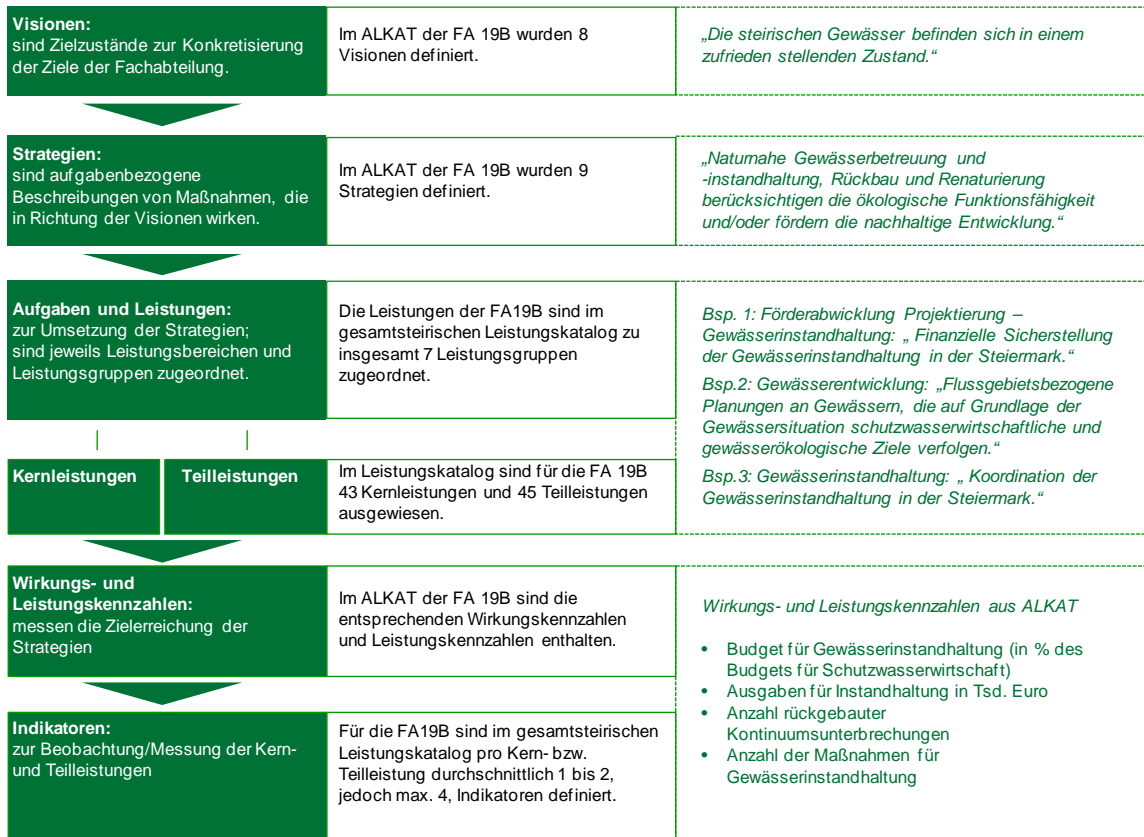 Visionen:
sind Zielzustände zur Konkretisierung
der Ziele der Fachabteilung.
Im ALKAT der FA 19B wurden 8
Visionen definiert.
„Die steirischen Gewässer befinden sich in einem
zufrieden stellenden Zustand.“
Strategien:
sind aufgabenbezogene
Beschreibungen von Maßnahmen, die
in Richtung der Visionen wirken.
Im ALKAT der FA 19B wurden 9
Strategien definiert.
„Naturnahe Gewässerbetreuung und
-instandhaltung, Rückbau und Renaturierung
berücksichtigen die ökologische Funktionsfähigkeit
und/oder fördern die nachhaltige Entwicklung.“
Aufgaben und Leistungen:
zur Umsetzung der Strategien;
sind jeweils Leistungsbereichen und
Leistungsgruppen zugeordnet.
Die Leistungen der FA19B sind im
gesamtsteirischen Leistungskatalog zu
insgesamt 7 Leistungsgruppen
zugeordnet.
Bsp. 1: Förderabwicklung Projektierung –
Gewässerinstandhaltung: „ Finanzielle Sicherstellung
der Gewässerinstandhaltung in der Steiermark.“
Bsp.2: Gewässerentwicklung: „Flussgebietsbezogene
Planungen an Gewässern, die auf Grundlage der
Gewässersituation schutzwasserwirtschaftliche und
gewässerökologische Ziele verfolgen.“
Bsp.3: Gewässerinstandhaltung: „ Koordination der
Gewässerinstandhaltung in der Steiermark.“
Kernleistungen
Teilleistungen
Im Leistungskatalog sind für die FA 19B
43 Kernleistungen und 45 Teilleistungen
ausgewiesen.
Wirkungs- und
Leistungskennzahlen:
messen die Zielerreichung der
Strategien
Im ALKAT der FA 19B sind die
entsprechenden Wirkungskennzahlen
und Leistungskennzahlen enthalten.
Wirkungs- und Leistungskennzahlen aus ALKAT
• Budget für Gewässerinstandhaltung (in % des
Budgets für Schutzwasserwirtschaft)
• Ausgaben für Instandhaltung in Tsd. Euro
• Anzahl rückgebauter
Kontinuumsunterbrechungen
• Anzahl der Maßnahmen für
Gewässerinstandhaltung
Indikatoren:
zur Beobachtung/Messung der Kern-
und Teilleistungen
Für die FA19B sind im gesamtsteirischen
Leistungskatalog pro Kern- bzw.
Teilleistung durchschnittlich 1 bis 2,
jedoch max. 4, Indikatoren definiert.